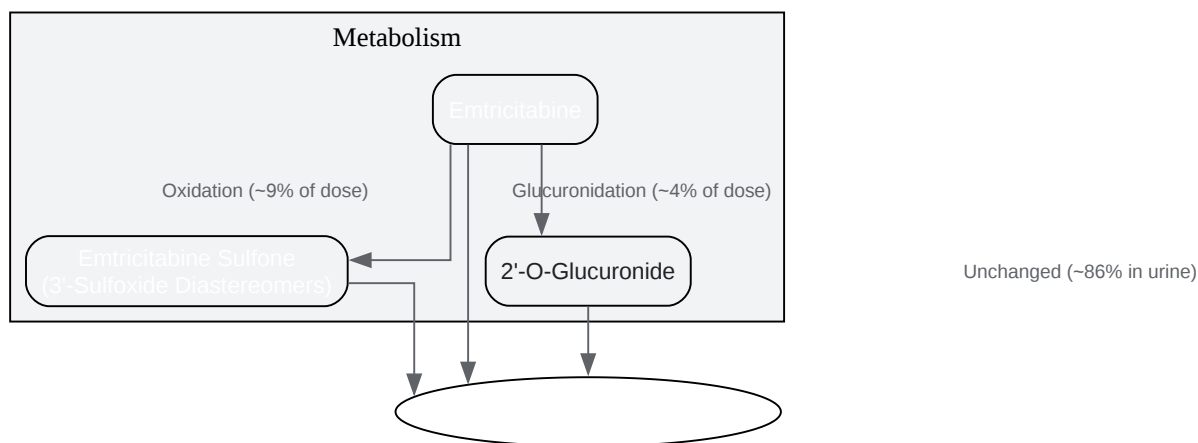 Metabolism
Emtricitabine
Oxidation (~9% of dose)
Glucuronidation (~4% of dose)
Emtricitabine Sulfone
(3'-Sulfoxide Diastereomers)
2'-O-Glucuronide
Unchanged (~86% in urine)